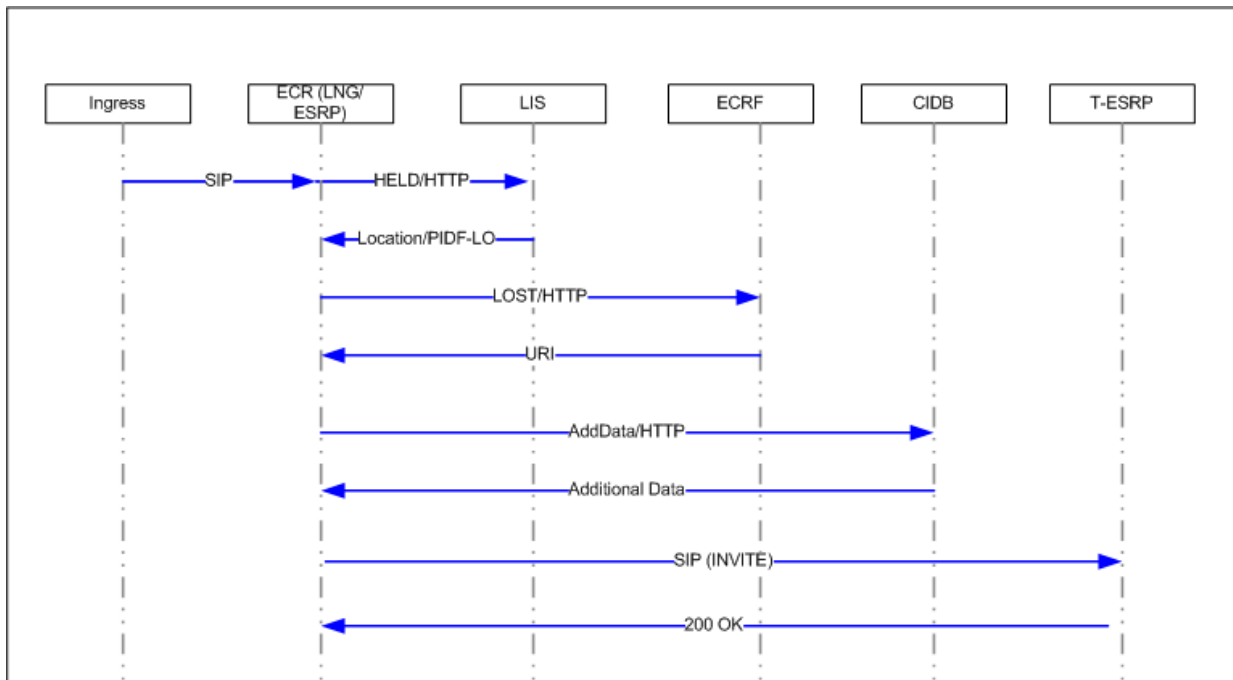 Ingress
ECR (LNG/
ESRP)
LIS
ECRF
CIDB
T-ESRP
SIP
HELD/HTTP
Location/PIDF-LO
LOST/HTTP
URI
AddData/HTTP
Additional Data
SIP (INVITE)
200 OK